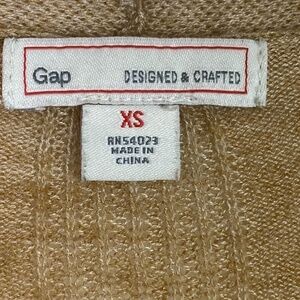 Gap DESIGNED & CRAFTED
XS
RN54023
MADE IN
CHINA